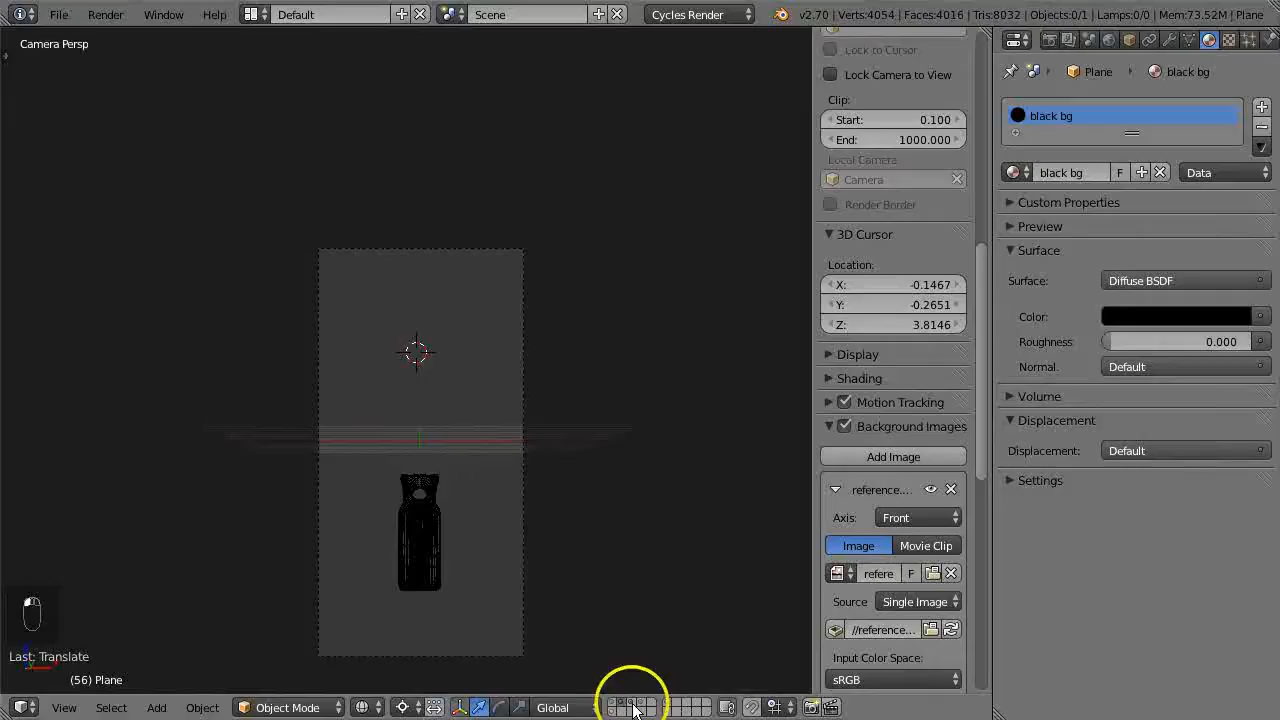 File Render Window Help Default Scene Cycles Render v2.70 | Verts:4054 | Faces:4016 | Tris:8032 | Objects:0/1 | Lamps:0/0 | Mem:73.52M | Plane
Camera Persp
Lock to Cursor
Lock Camera to View
Clip:
Start: 0.100
End: 1000.000
Local Camera
Camera
Render Border
3D Cursor
Location:
X: -0.1467
Y: -0.2651
Z: 3.8146
Display
Shading
Motion Tracking
Background Images
Add Image
reference....
Axis: Front
Image Movie Clip
refere F
Source Single Image
//reference...
Input Color Space:
sRGB
Plane black bg
black bg
black bg F Data
Custom Properties
Preview
Surface
Surface: Diffuse BSDF
Color:
Roughness 0.000
Normal: Default
Volume
Displacement
Displacement: Default
Settings
Last: Translate
(56) Plane
View Select Add Object Object Mode Global